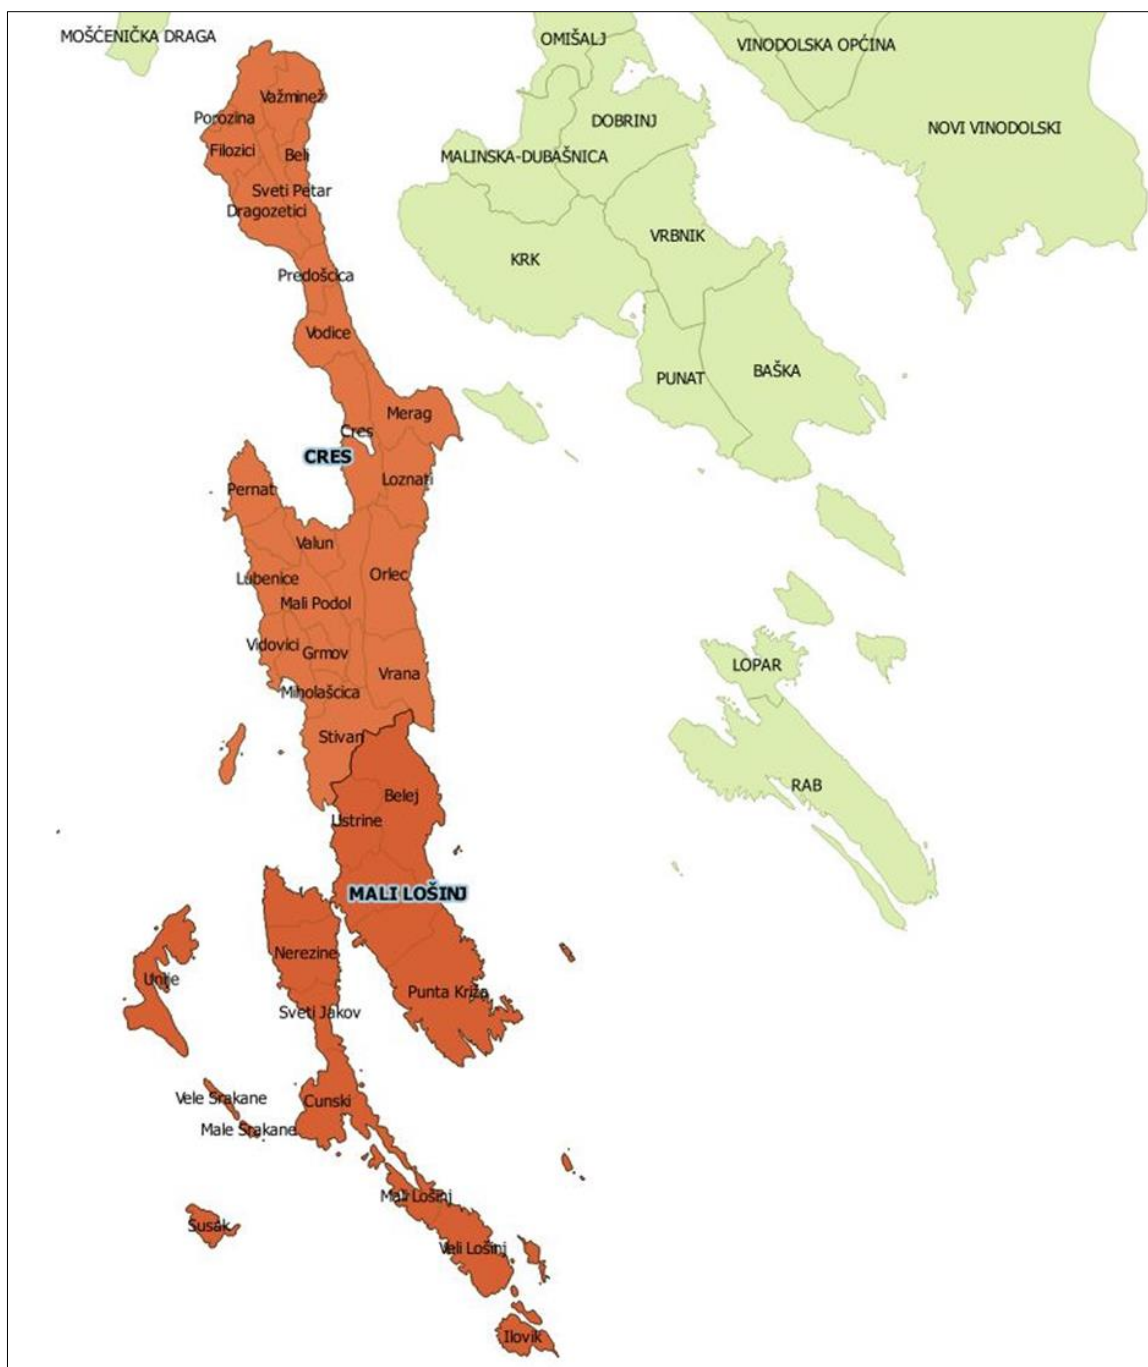 MOŠĆENIČKA DRAGA
OMIŠALJ
VINODOLSKA OPĆINA
Važminež
Porozina
DOBRINJ
NOVI VINODOLSKI
Filozici
Beli
MALINSKA-DUBAŠNICA
Sveti Petar
Dragozetici
VRBNIK
KRK
Predošcica
Vodice
BAŠKA
PUNAT
Merag
Cres
CRES
Loznati
Pernat
Valun
Orlec
Lubenice
Mali Podol
Vidovici
Grmov
LOPAR
Vrana
Miholašcica
Stivan
RAB
Belej
Ustrine
MALI LOŠINJ
Nerezine
Unije
Punta Križa
Sveti Jakov
Vele Srakane
Cunski
Male Srakane
Mali Lošinj
Susak
Veli Lošinj
Ilovik